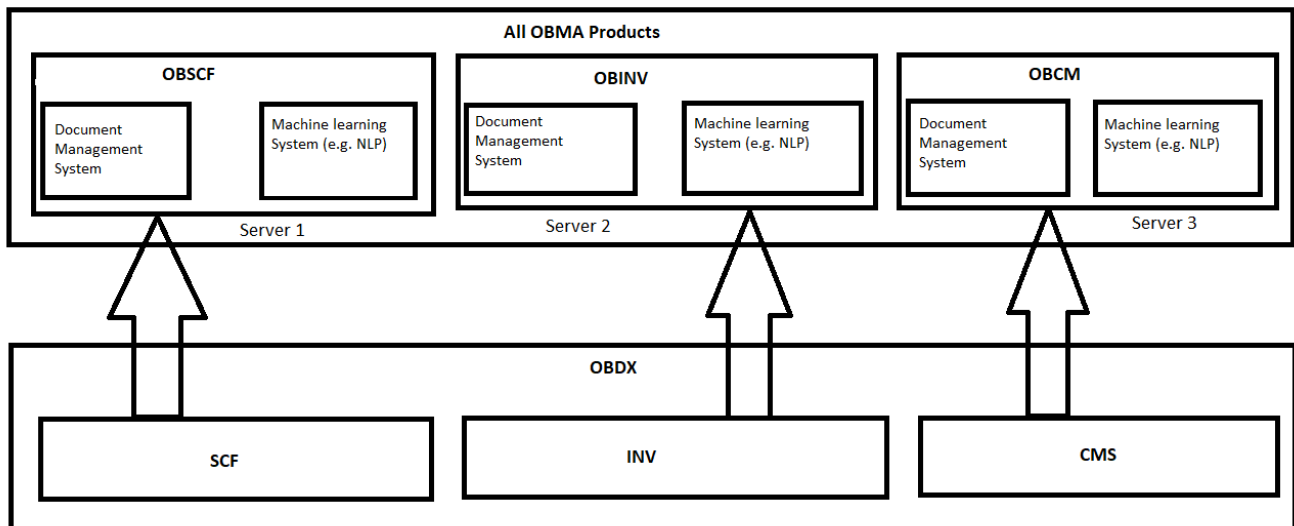 All OBMA Products
OBSCF
Document
Management
System
Machine learning
System (e.g. NLP)
Server 1
OBINV
Document
Management
System
Machine learning
System (e.g. NLP)
Server 2
OBCM
Document
Management
System
Machine learning
System (e.g. NLP)
Server 3
OBDX
SCF
INV
CMS